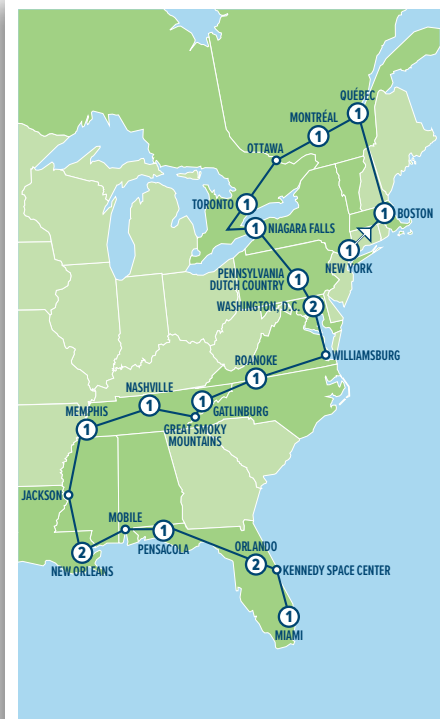 QUÉBEC
1
MONTRÉAL
1
OTTAWA
TORONTO
1
1
NIAGARA FALLS
1
BOSTON
1
NEW YORK
PENNSYLVANIA
DUTCH COUNTRY
1
WASHINGTON, D.C.
2
WILLIAMSBURG
ROANOKE
1
NASHVILLE
1
1
GATLINBURG
GREAT SMOKY
MOUNTAINS
MEMPHIS
1
JACKSON
MOBILE
1
PENSACOLA
2
NEW ORLEANS
ORLANDO
2
KENNEDY SPACE CENTER
1
MIAMI